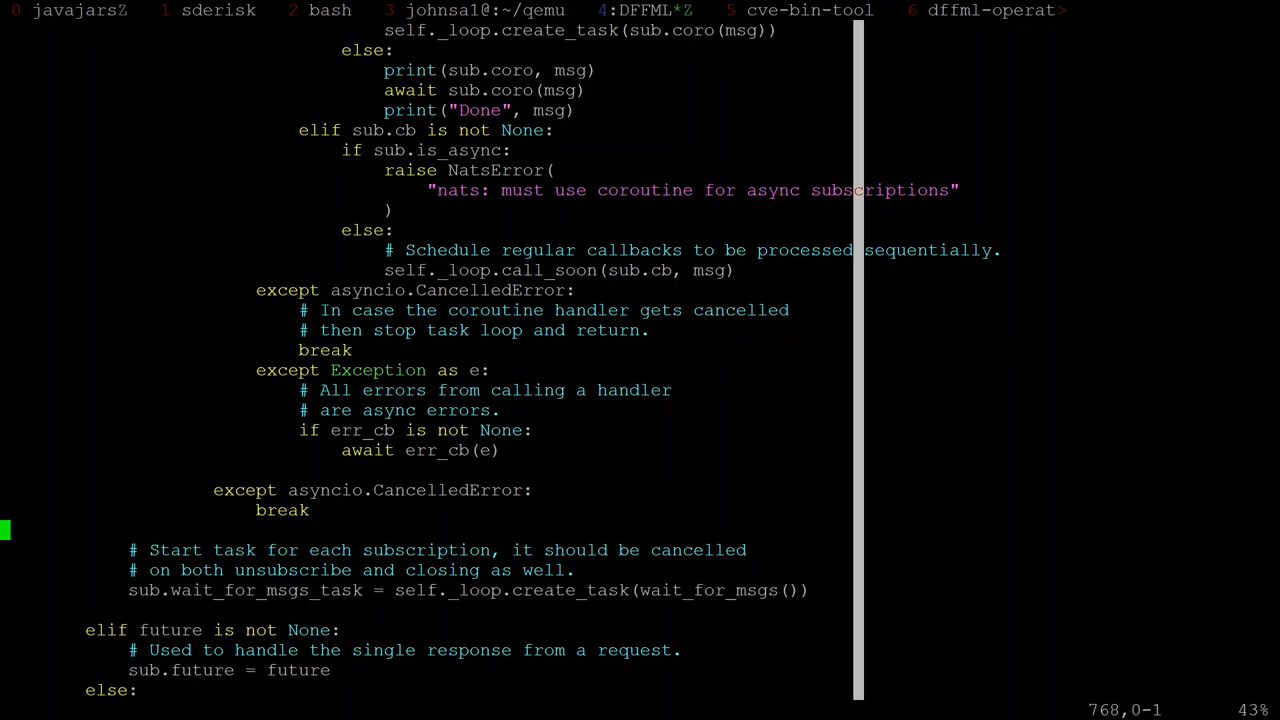 0 javajarsZ  1 sderisk  2 bash  3 johnsa1@:~/qemu  4:DFFML*Z  5 cve-bin-tool  6 dffml-operat>
                                    self._loop.create_task(sub.coro(msg))
                                else:
                                    print(sub.coro, msg)
                                    await sub.coro(msg)
                                    print("Done", msg)
                            elif sub.cb is not None:
                                if sub.is_async:
                                    raise NatsError(
                                        "nats: must use coroutine for async subscriptions"
                                    )
                                else:
                                    # Schedule regular callbacks to be processed sequentially.
                                    self._loop.call_soon(sub.cb, msg)
                        except asyncio.CancelledError:
                            # In case the coroutine handler gets cancelled
                            # then stop task loop and return.
                            break
                        except Exception as e:
                            # All errors from calling a handler
                            # are async errors.
                            if err_cb is not None:
                                await err_cb(e)

                    except asyncio.CancelledError:
                        break

            # Start task for each subscription, it should be cancelled
            # on both unsubscribe and closing as well.
            sub.wait_for_msgs_task = self._loop.create_task(wait_for_msgs())

        elif future is not None:
            # Used to handle the single response from a request.
            sub.future = future
        else:
768,0-1 43%